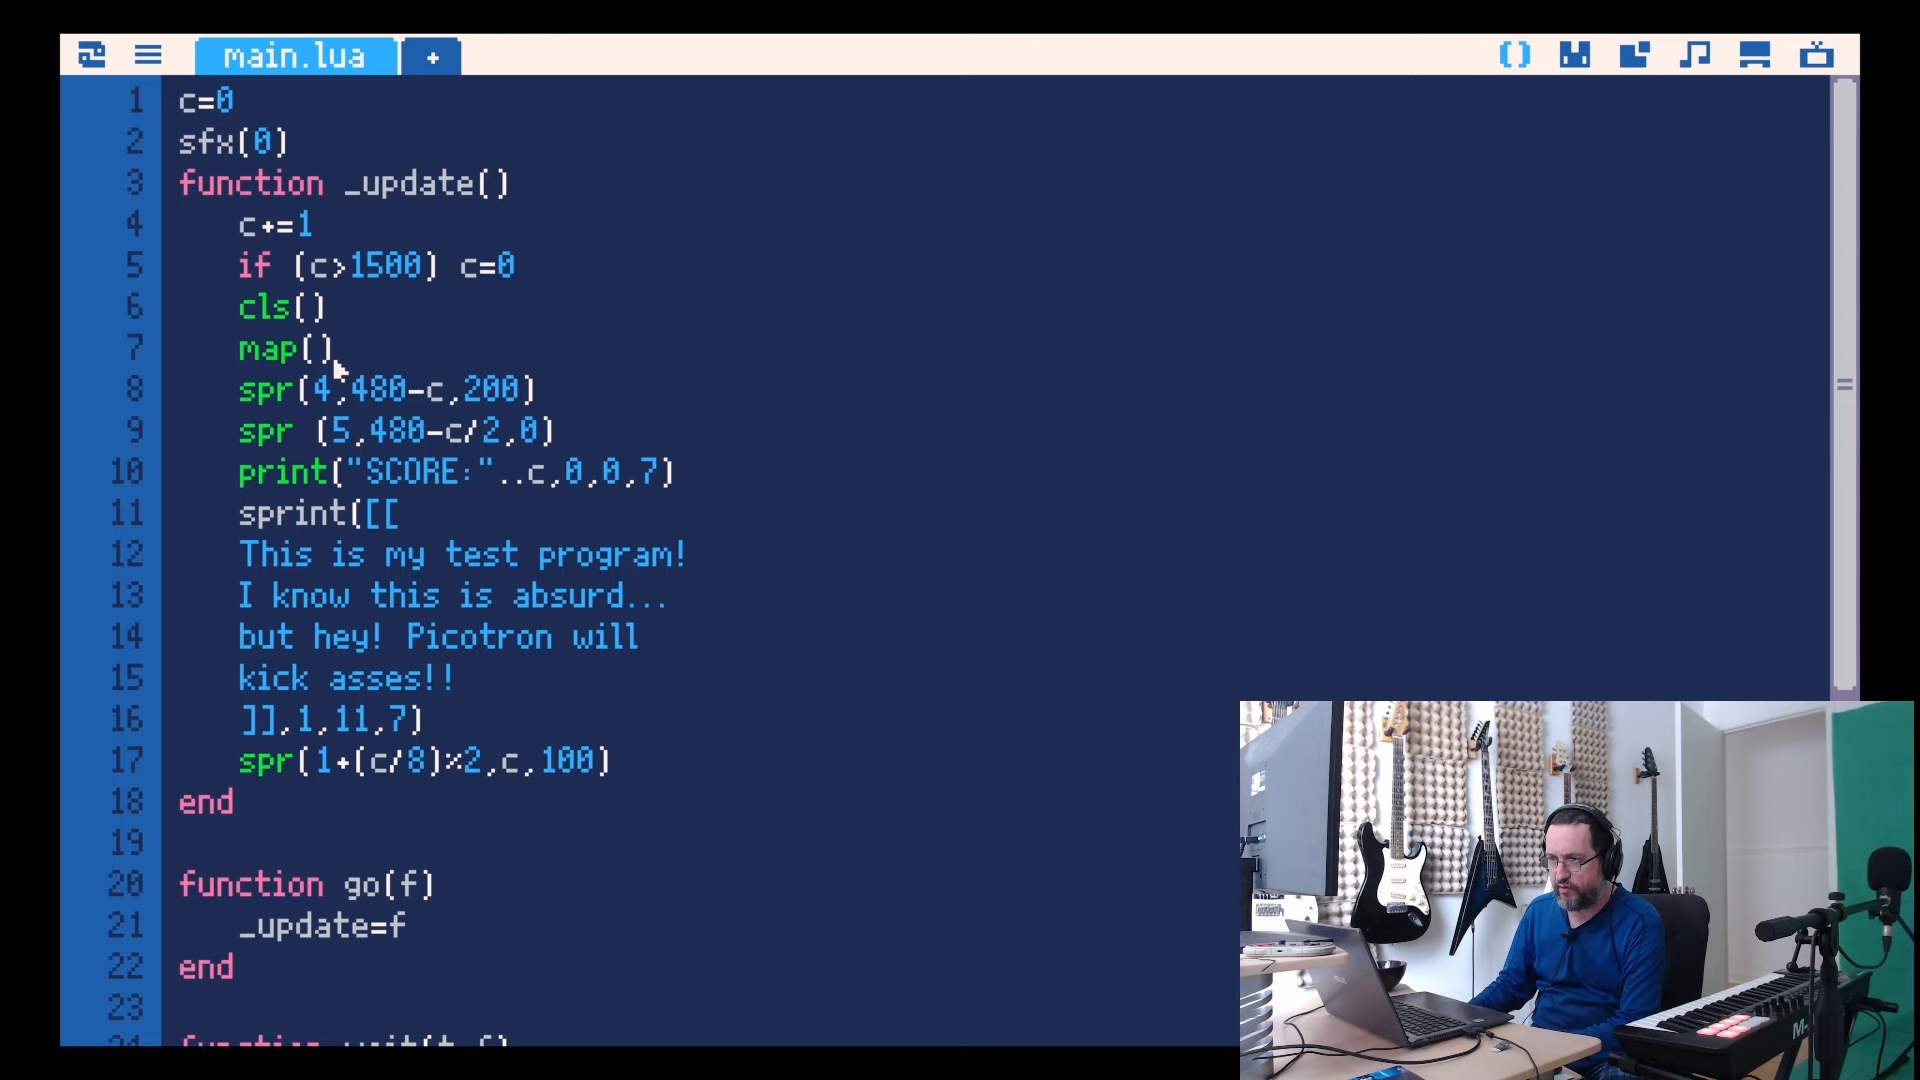 main.lua +
1 c=0
2 sfx(0)
3 function _update()
4 c+=1
5 if (c>1500) c=0
6 cls()
7 map()
8 spr(4,480-c,200)
9 spr (5,480-c/2,0)
10 print("SCORE:"..c,0,0,7)
11 sprint([[
12 This is my test program!
13 I know this is absurd...
14 but hey! Picotron will
15 kick asses!!
16 ]],1,11,7)
17 spr(1+(c/8)%2,c,100)
18 end
19
20 function go(f)
21 _update=f
22 end
23